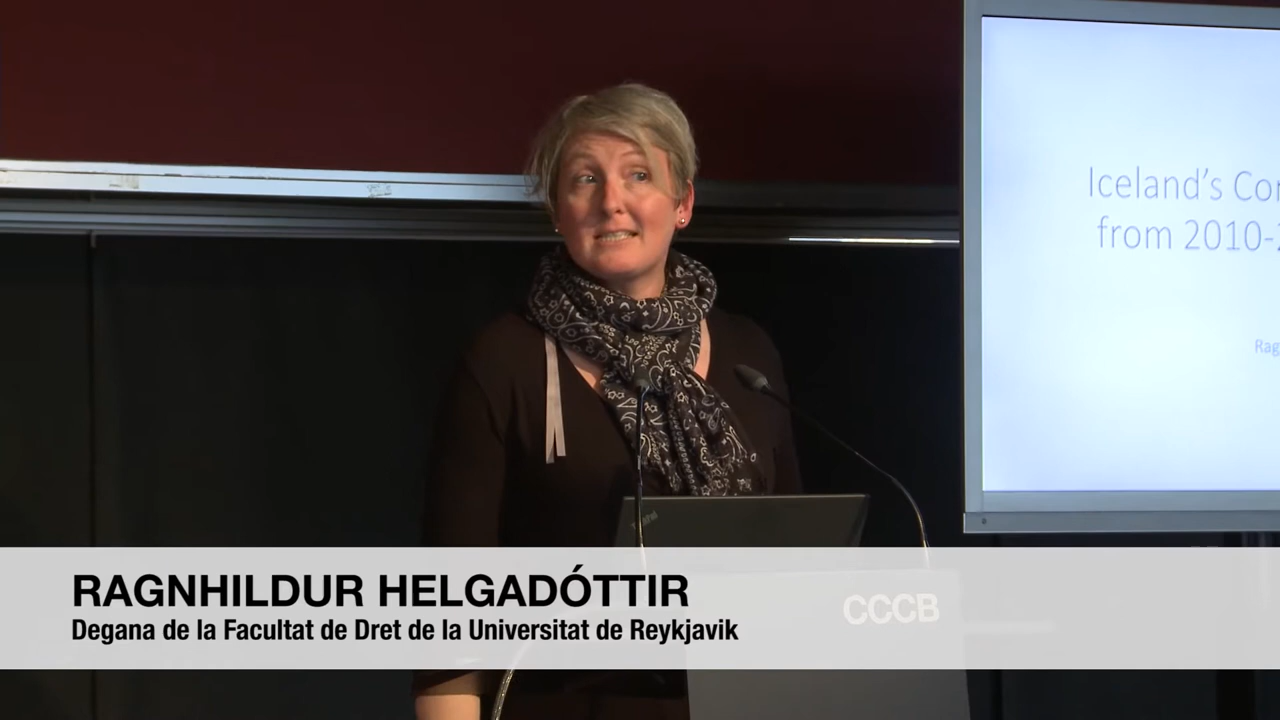 Iceland's Co
from 2010-
Rag
RAGNHILDUR HELGADÓTTIR
Degana de la Facultat de Dret de la Universitat de Reykjavik
CCCB